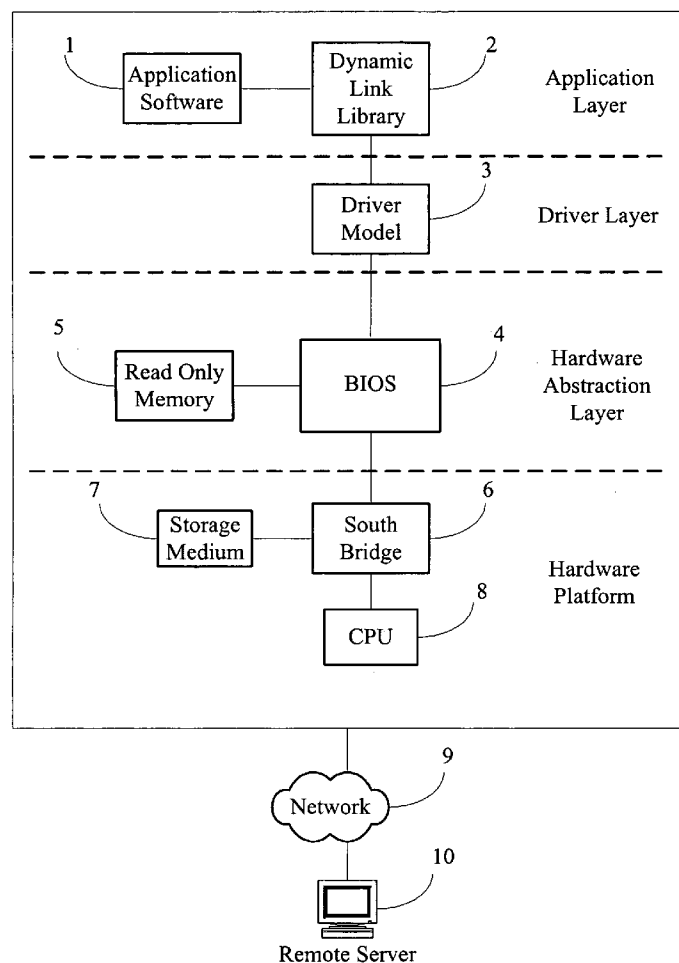 1
Application
Software
Dynamic
Link
Library
2
Application
Layer
Driver
Model
3
Driver Layer
5
Read Only
Memory
BIOS
4
Hardware
Abstraction
Layer
7
Storage
Medium
South
Bridge
6
Hardware
Platform
CPU
8
Network
9
10
Remote Server